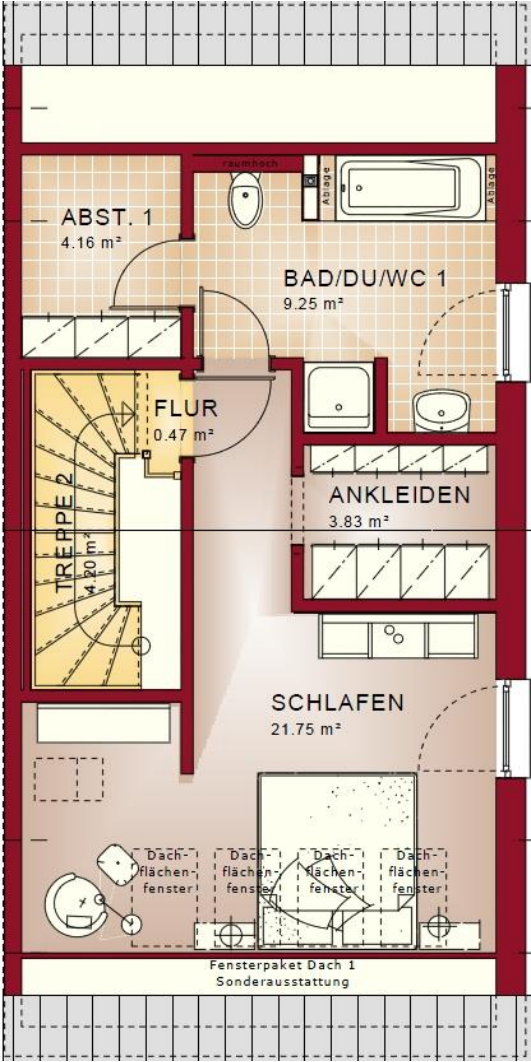 raumhoch
Ablage
Ablage
ABST. 1
4.16 m²
BAD/DU/WC 1
9.25 m²
FLUR
0.47 m²
TREPPE 2
4.20 m²
ANKLEIDEN
3.83 m²
SCHLAFEN
21.75 m²
Dach-
flächen-
fenster
Dach-
flächen-
fenster
Dach-
flächen-
fenster
Dach-
flächen-
fenster
Fensterpaket Dach 1
Sonderausstattung